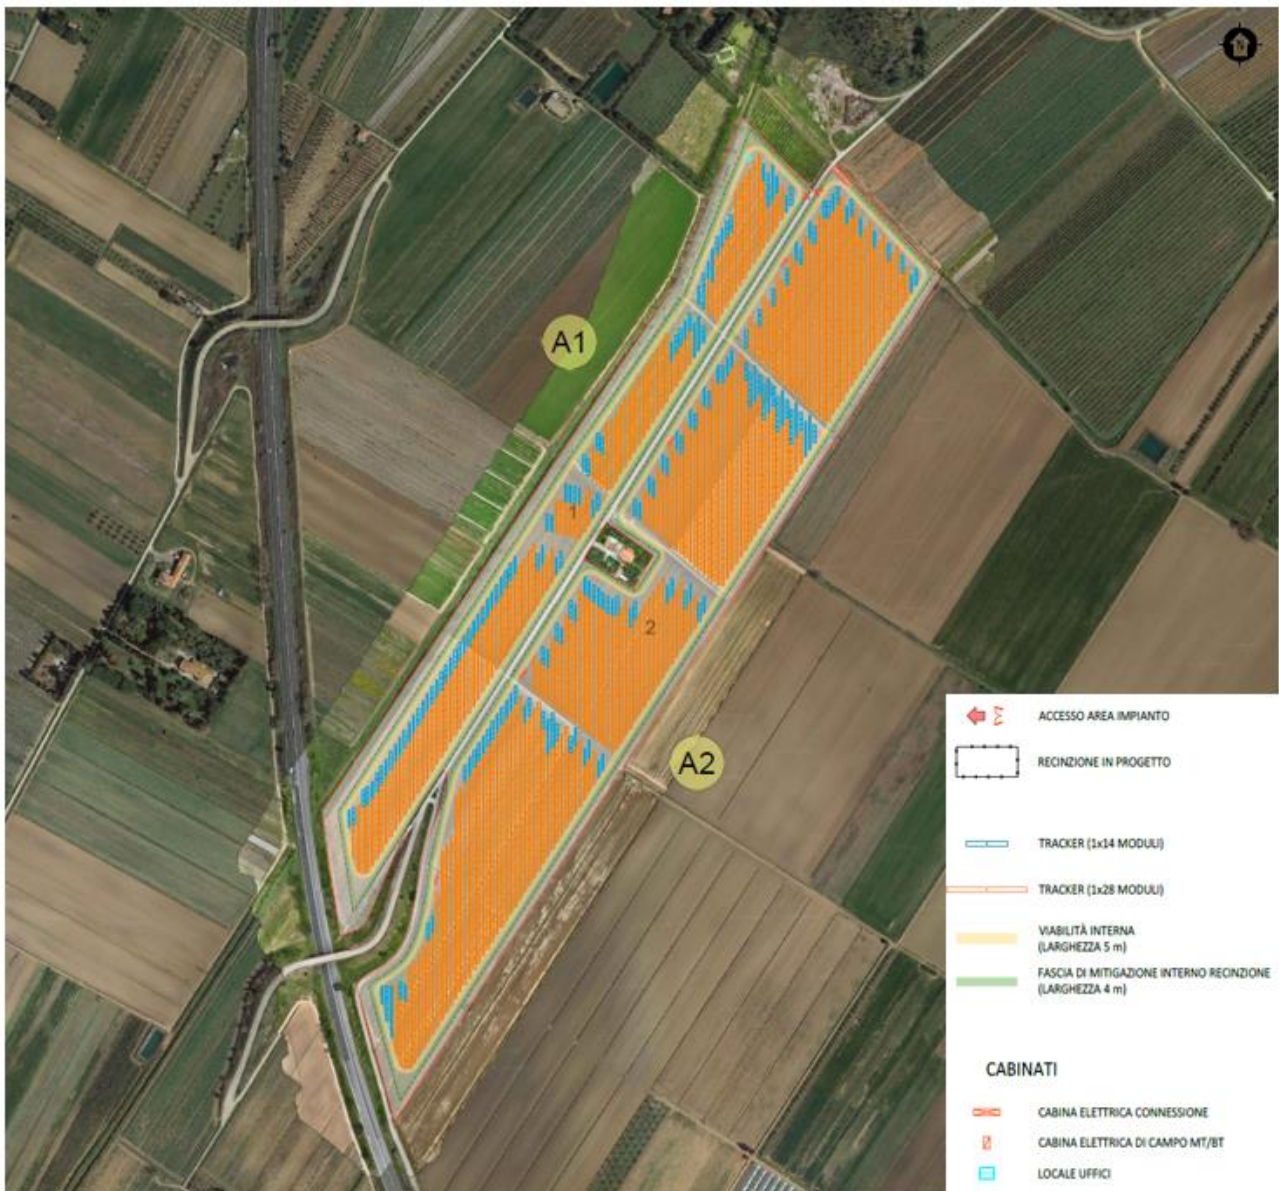 A1
1
2
A2
ACCESSO AREA IMPIANTO
RECINZIONE IN PROGETTO
TRACKER (1x14 MODULI)
TRACKER (1x28 MODULI)
VIABILITÀ INTERNA
(LARGHEZZA 5 m)
FASCIA DI MITIGAZIONE INTERNO RECINZIONE
(LARGHEZZA 4 m)
CABINATI
CABINA ELETTRICA CONNESSIONE
CABINA ELETTRICA DI CAMPO MT/BT
LOCALE UFFICI